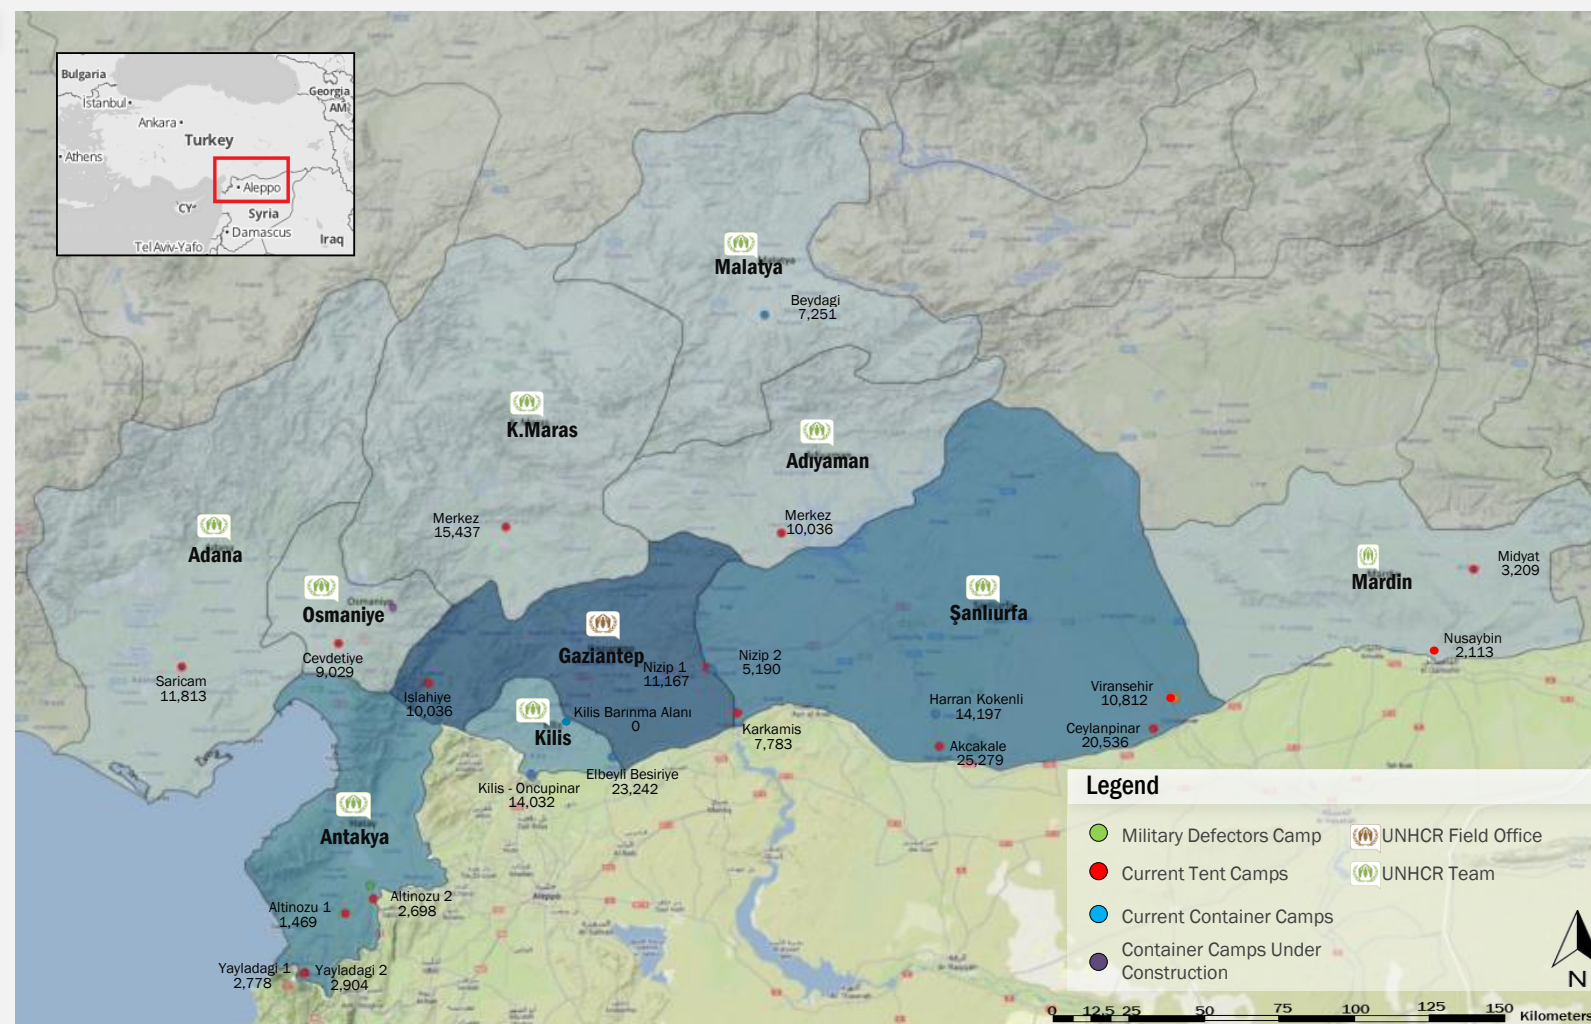 Bulgaria
Georgia
Istanbul
AM
Ankara
Turkey
Athens
Aleppo
CY
Syria
Damascus
Tel Aviv-Yafo
Iraq
Malatya
Beydagi
7,251
K.Maras
Adıyaman
Merkez
15,437
Merkez
10,036
Adana
Osmaniye
Osmaniye
Cevdetiye
9,029
Saricam
11,813
Gaziantep
Islahiye
10,036
Nizip 1
11,167
Nizip 2
5,190
Şanlıurfa
Mardin
Midyat
3,209
Nusaybin
2,113
Viransehir
10,812
Ceylanpinar
20,536
Harran Kokenli
14,197
Akcakale
25,279
Karkamis
7,783
Kilis
Kilis Barınma Alanı
0
Elbeyli Besiriye
23,242
Kilis - Oncupinar
14,032
Antakya
Altinozu 1
1,469
Altinozu 2
2,698
Yayladagi 1
2,778
Yayladagi 2
2,904
Legend
Military Defectors Camp
UNHCR Field Office
Current Tent Camps
UNHCR Team
Current Container Camps
Container Camps Under
Construction
N
0 12.5 25 50 75 100 125 150 Kilometers